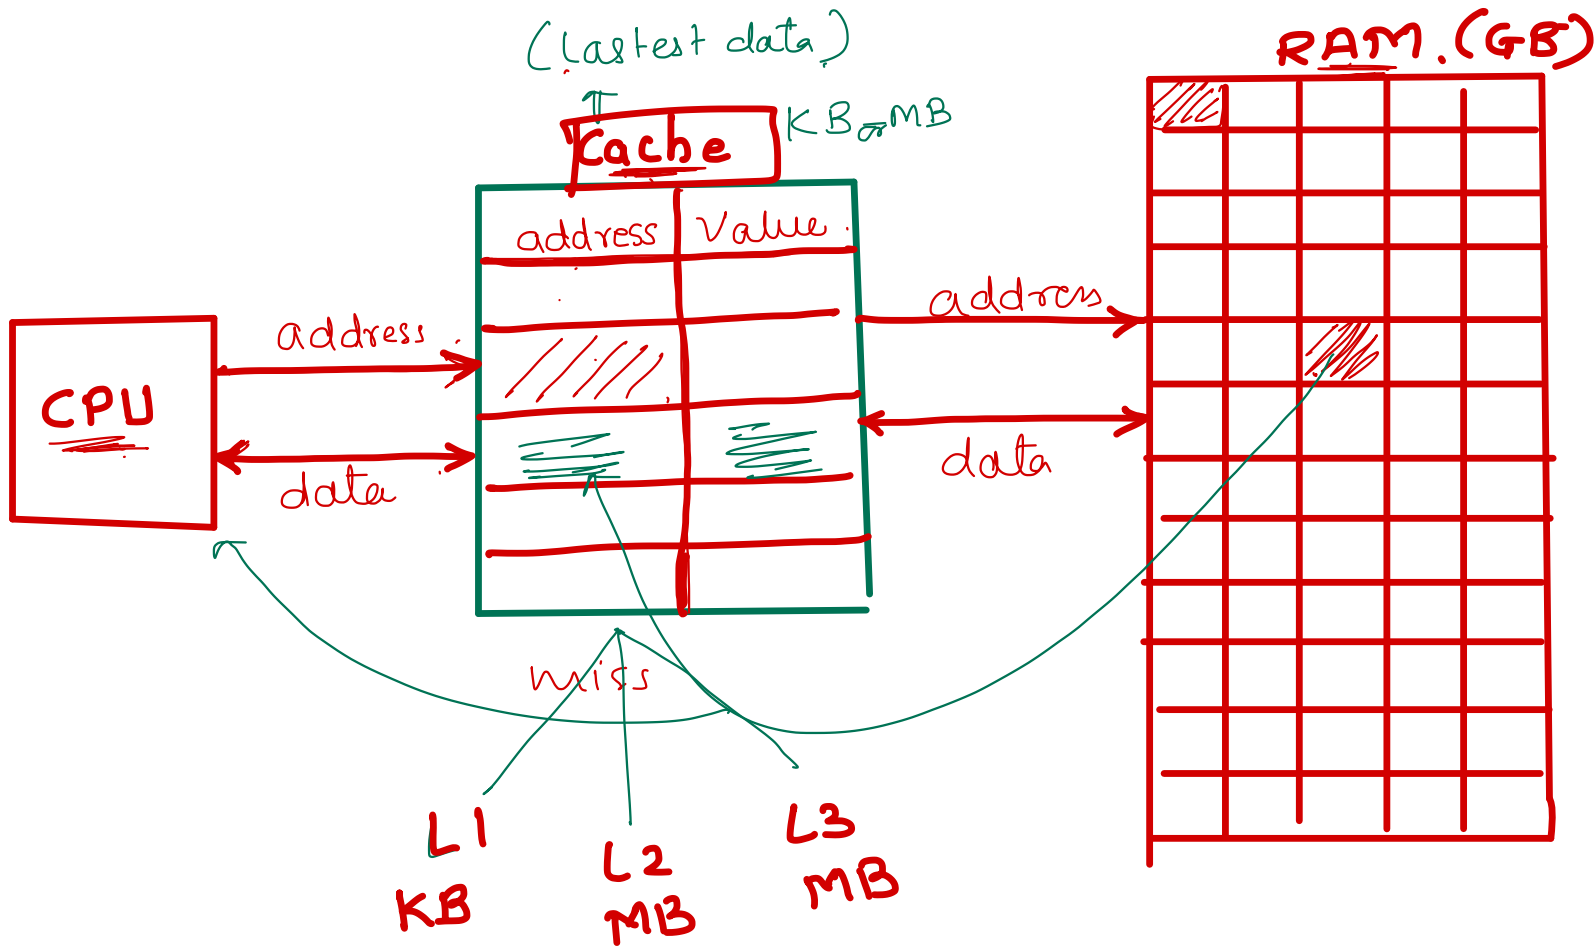 (Lastest data)
RAM. (GB)
Cache
KB or MB
address
Value
address
address
CPU
data
data
miss
L1
KB
L2
MB
L3
MB